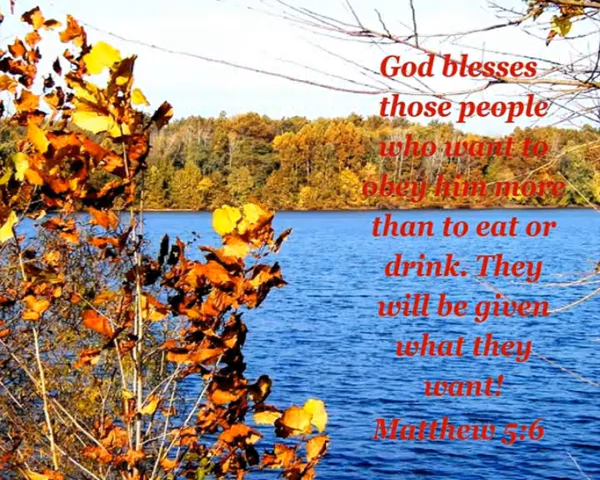 God blesses
those people
who want to
obey him more
than to eat or
drink. They
will be given
what they
want!
Matthew 5:6